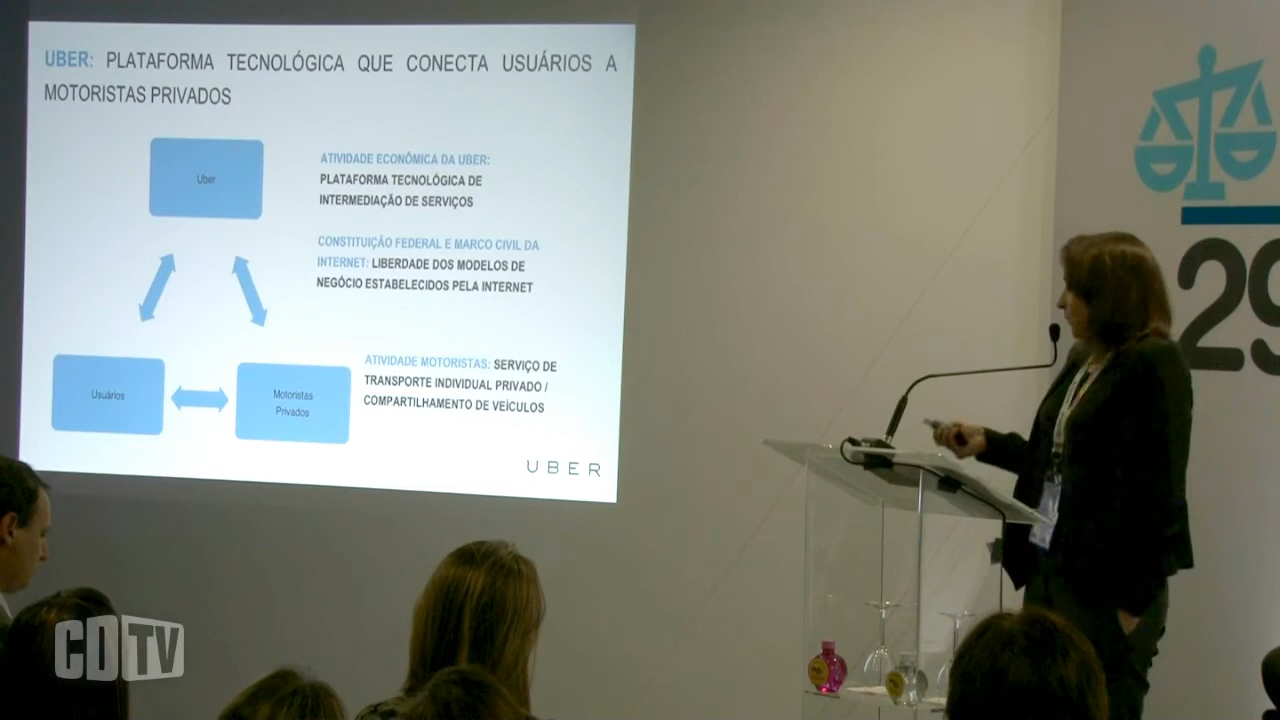 UBER: PLATAFORMA TECNOLÓGICA QUE CONECTA USUÁRIOS A
MOTORISTAS PRIVADOS
Uber
ATIVIDADE ECONÔMICA DA UBER:
PLATAFORMA TECNOLÓGICA DE
INTERMEDIAÇÃO DE SERVIÇOS
CONSTITUIÇÃO FEDERAL E MARCO CIVIL DA
INTERNET: LIBERDADE DOS MODELOS DE
NEGÓCIO ESTABELECIDOS PELA INTERNET
Usuários
Motoristas
Privados
ATIVIDADE MOTORISTAS: SERVIÇO DE
TRANSPORTE INDIVIDUAL PRIVADO /
COMPARTILHAMENTO DE VEÍCULOS
UBER
29
CDTV